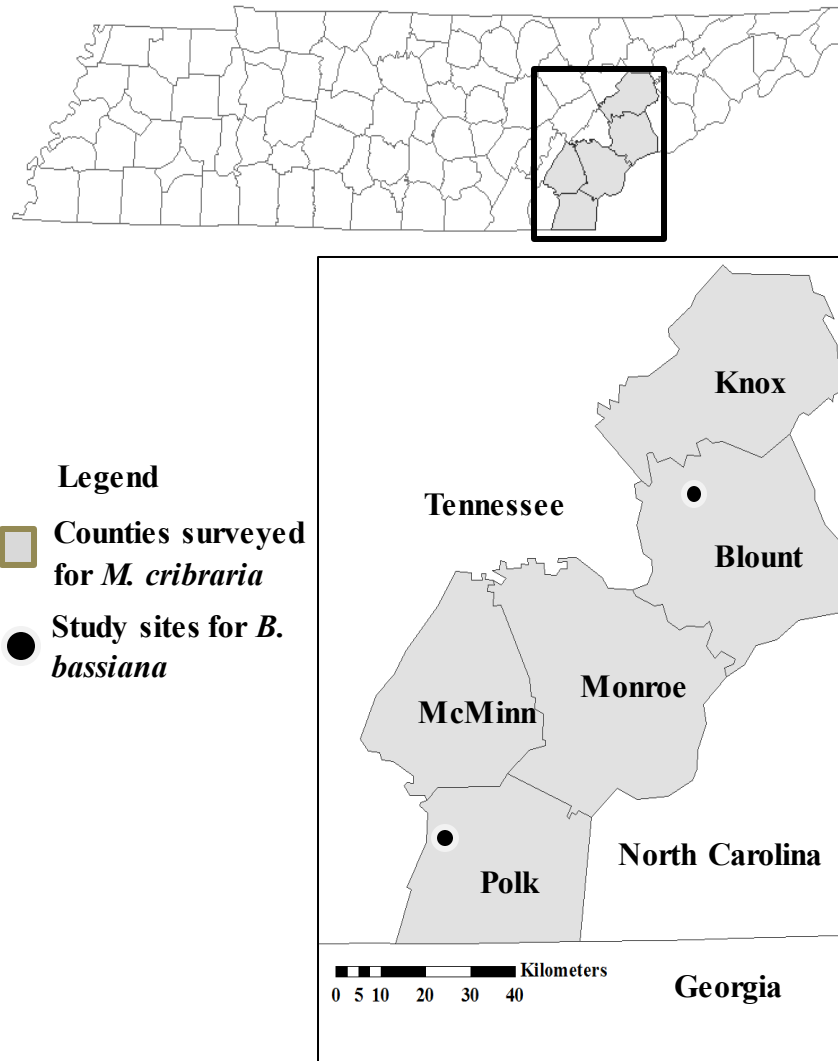 Knox
Legend
Tennessee
Counties surveyed
for M. cribraria
Blount
Study sites for B.
bassiana
Monroe
McMinn
North Carolina
Polk
Kilometers
0 5 10 20 30 40
Georgia